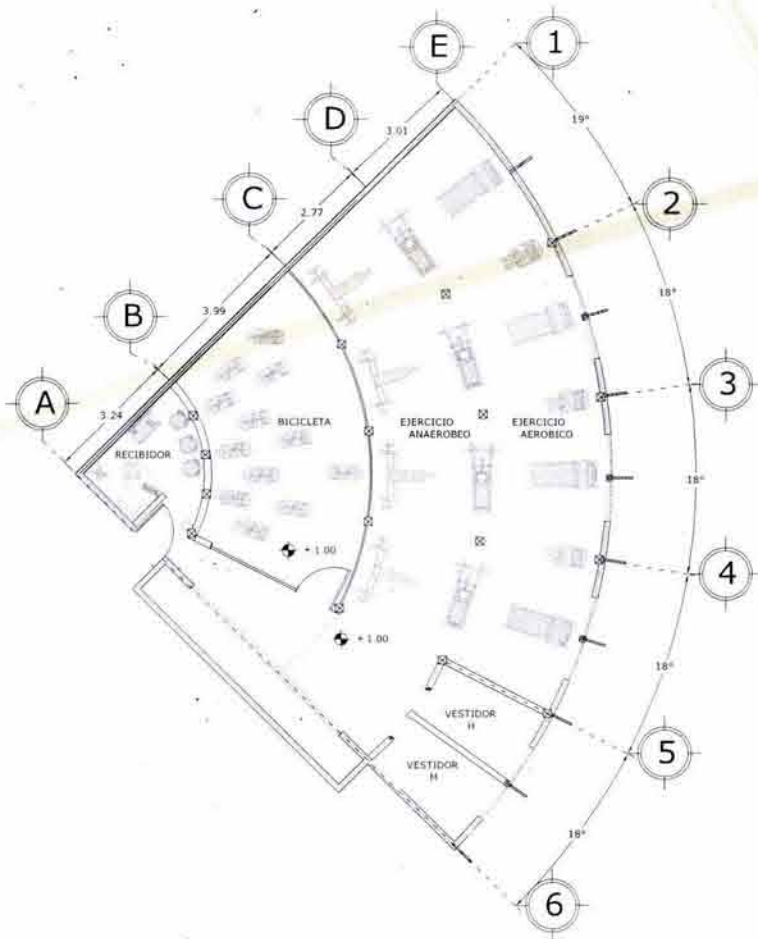 E
1
D
3.01
19°
C
2
2.77
18°
B
3.99
3
A
3.24
BICICLETA
EJERCICIO
ANAEROBEO
EJERCICIO
AEROBICO
RECIBIDOR
18°
+ 1.00
4
+ 1.00
18°
VESTIDOR
H
5
VESTIDOR
M
18°
6